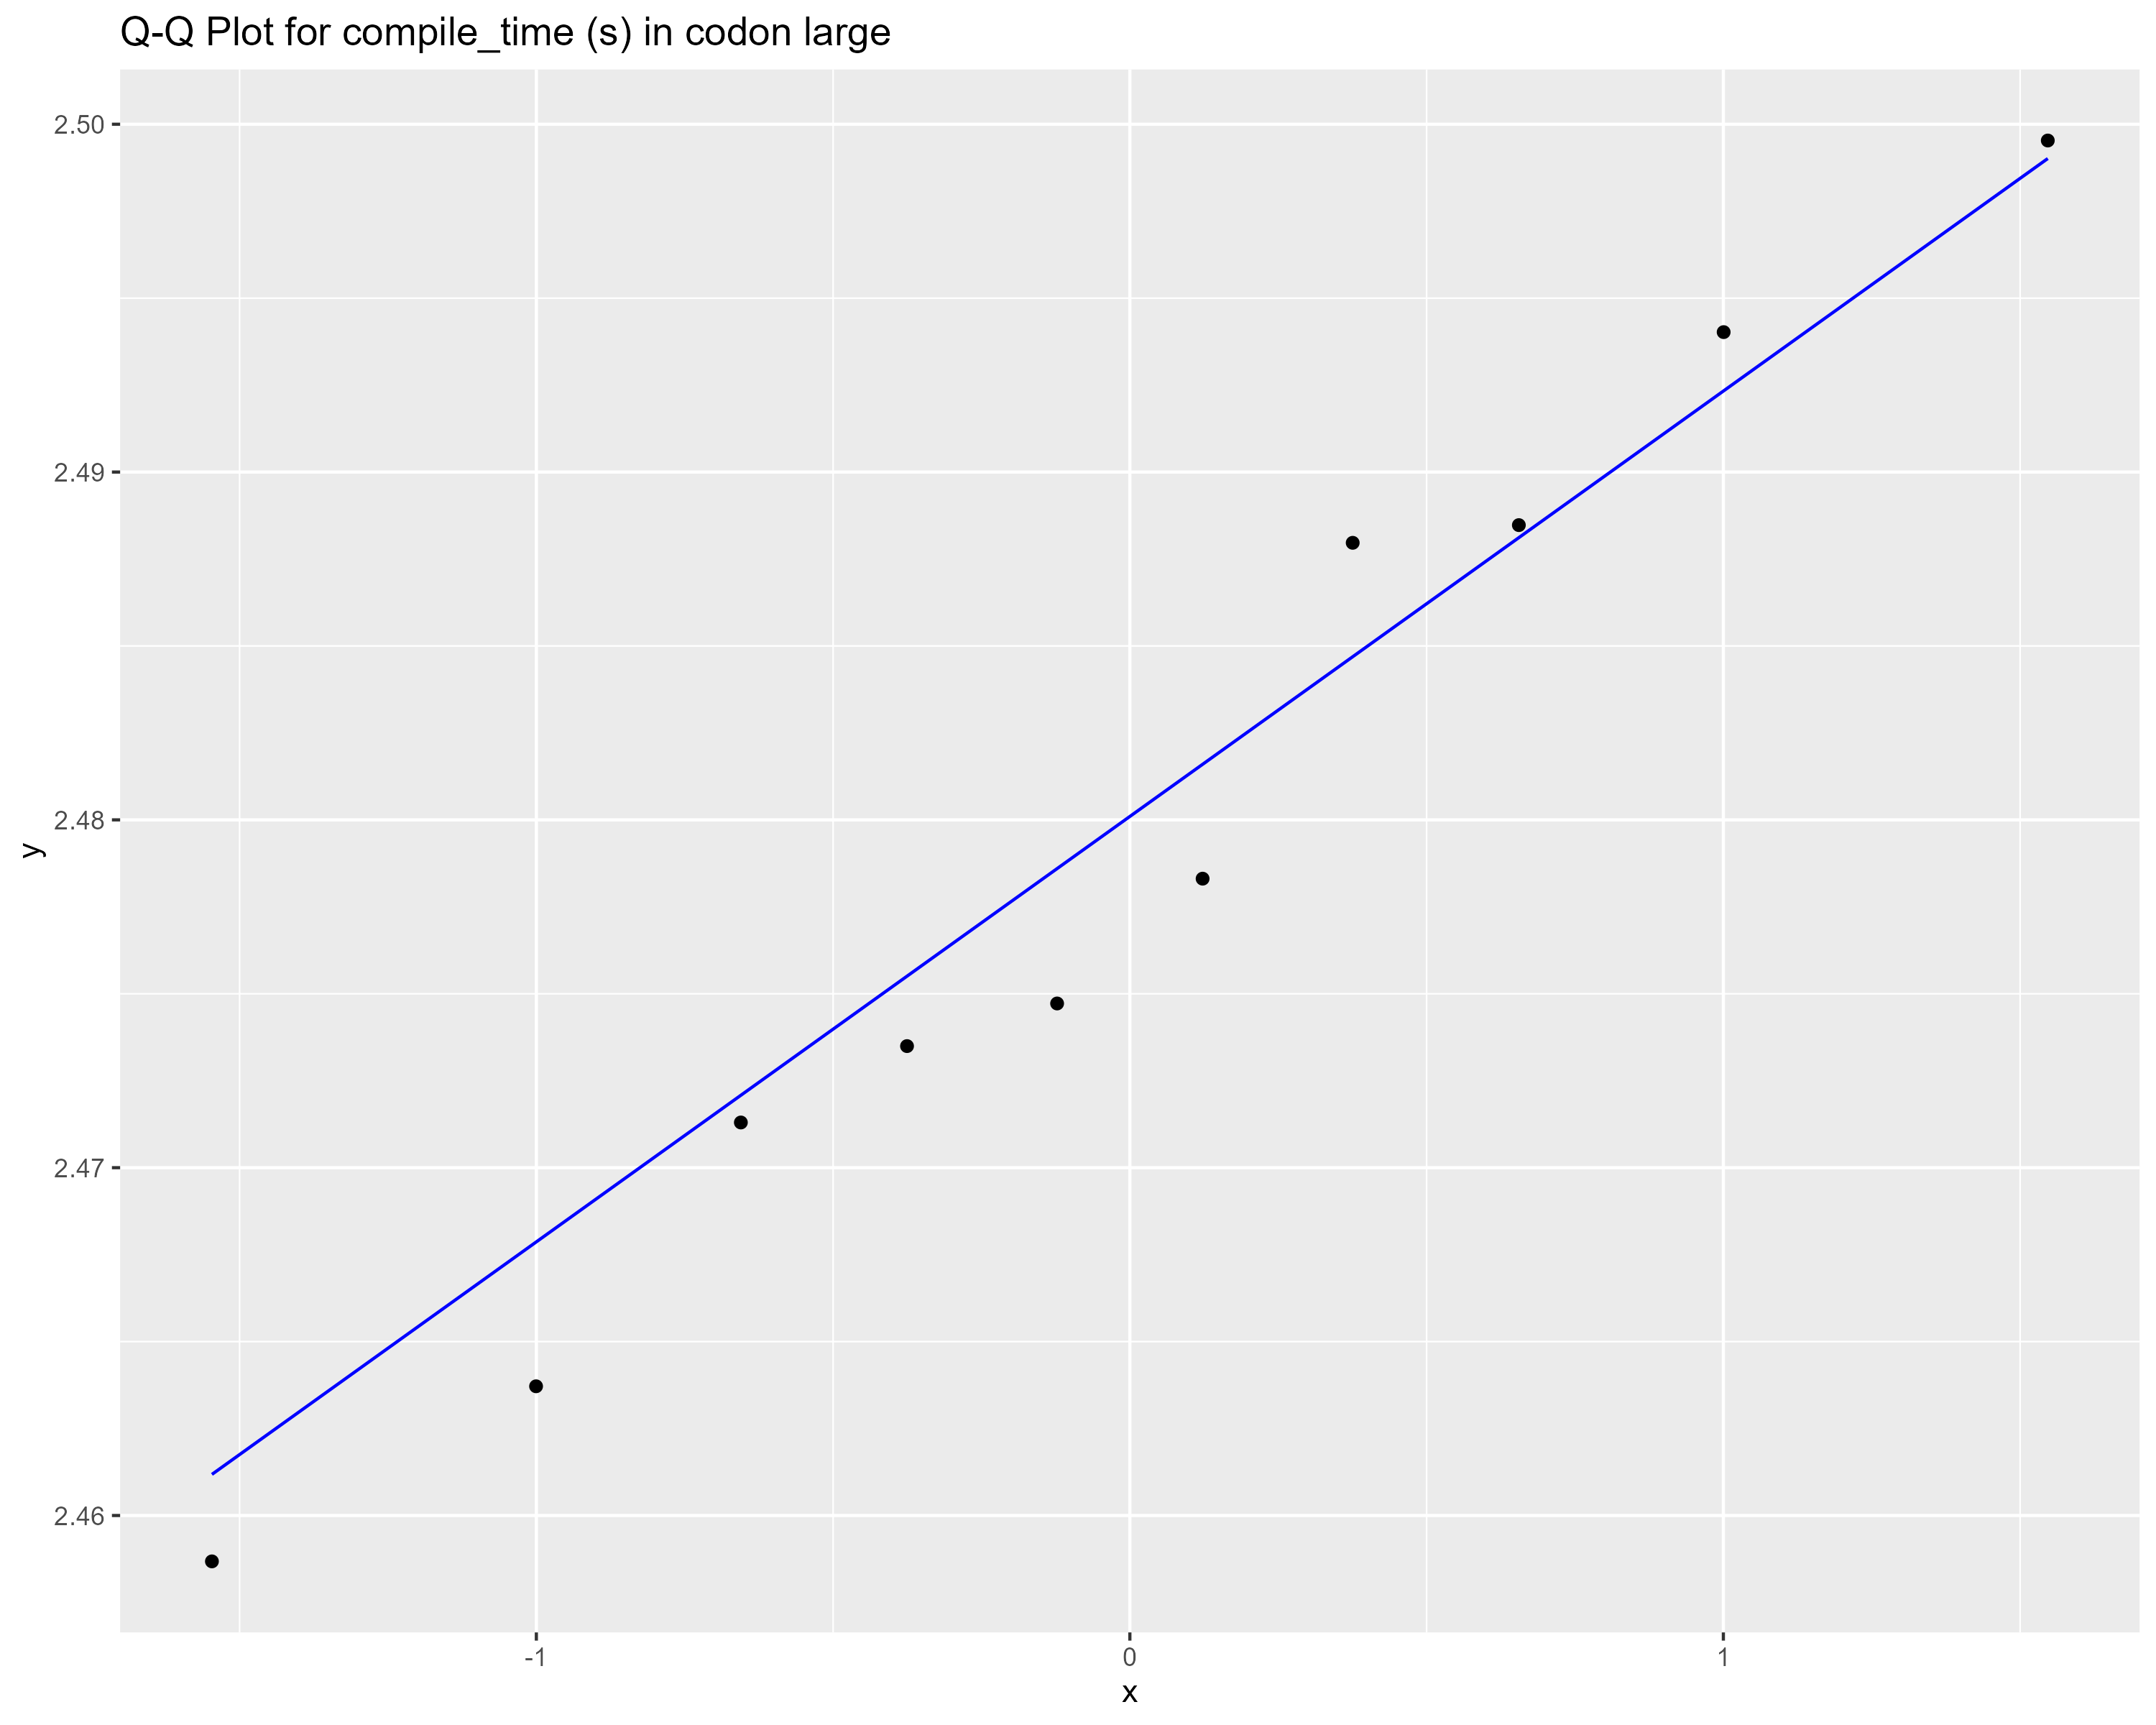 Q-Q Plot for compile_time (s) in codon large
2.50
2.49
2.48
2.47
2.46
y
-1 0 1
x